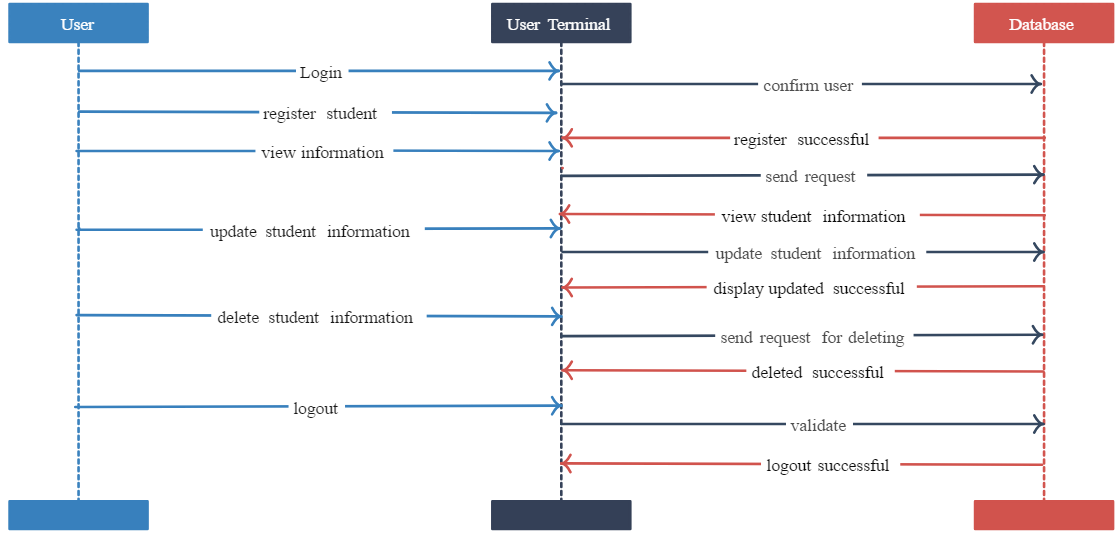 User
User Terminal
Database
Login
confirm user
register student
register successful
view information
send request
view student information
update student information
update student information
display updated successful
delete student information
send request for deleting
deleted successful
logout
validate
logout successful